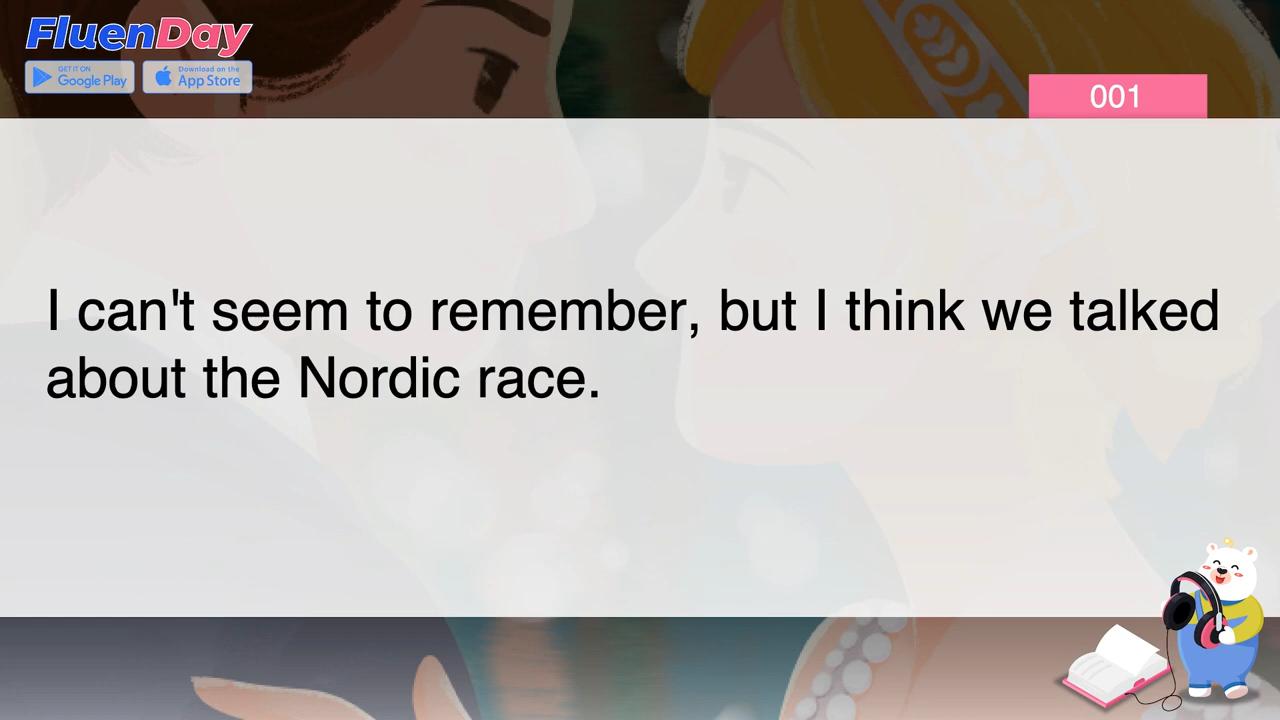 FluenDay
GET IT ON
Google Play
Download on the
App Store
001
I can't seem to remember, but I think we talked
about the Nordic race.